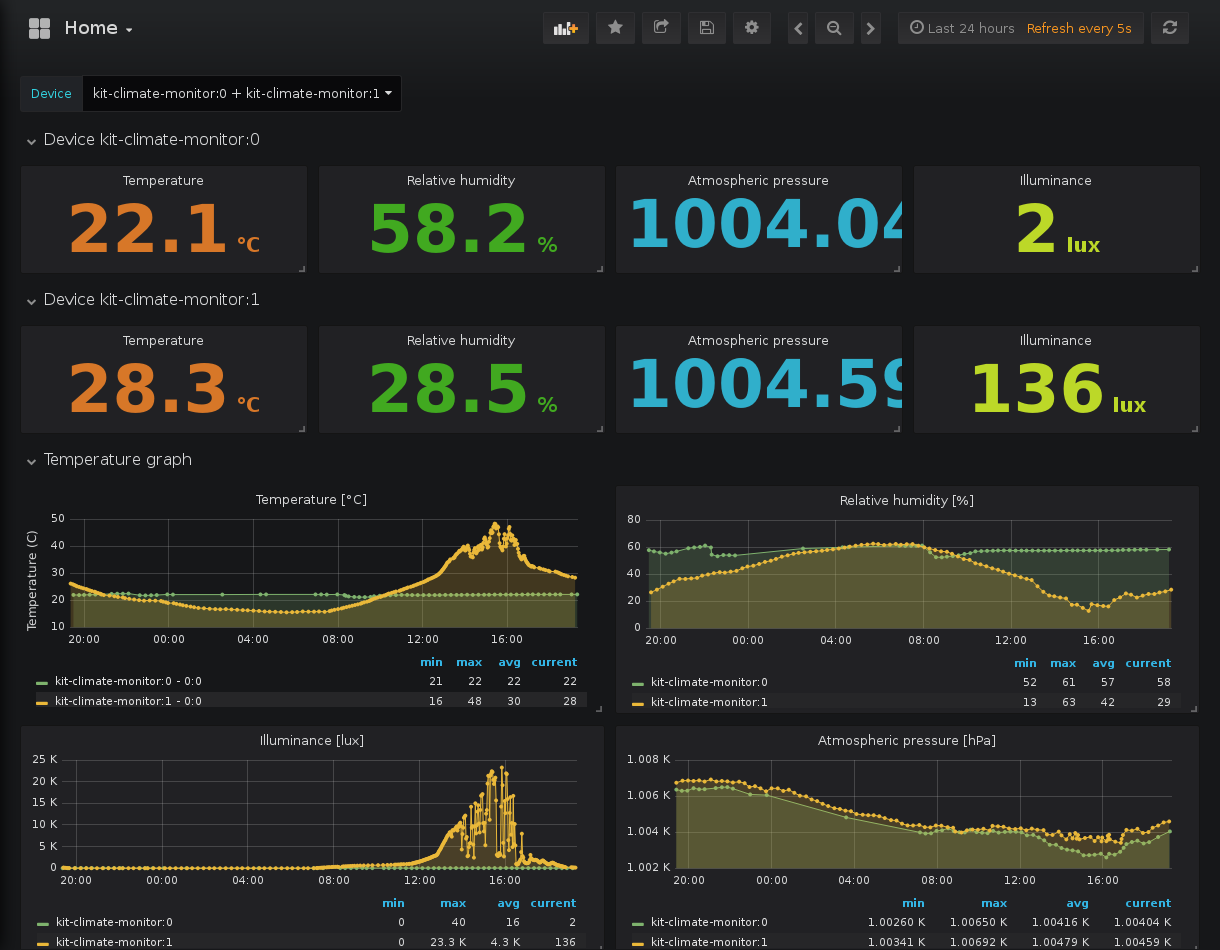 Home
Last 24 hours Refresh every 5s
Device kit-climate-monitor:0 + kit-climate-monitor:1
Device kit-climate-monitor:0
Temperature Relative humidity Atmospheric pressure Illuminance
22.1 °C 58.2 % 1004.04 2 lux
Device kit-climate-monitor:1
Temperature Relative humidity Atmospheric pressure Illuminance
28.3 °C 28.5 % 1004.59 136 lux
Temperature graph
Temperature [°C]
Temperature (C)
50
40
30
20
10
20:00 00:00 04:00 08:00 12:00 16:00
min max avg current
kit-climate-monitor:0 - 0:0 21 22 22 22
kit-climate-monitor:1 - 0:0 16 48 30 28
Relative humidity [%]
80
60
40
20
0
20:00 00:00 04:00 08:00 12:00 16:00
min max avg current
kit-climate-monitor:0 52 61 57 58
kit-climate-monitor:1 13 63 42 29
Illuminance [lux]
25 K
20 K
15 K
10 K
5 K
0
20:00 00:00 04:00 08:00 12:00 16:00
min max avg current
kit-climate-monitor:0 0 40 16 2
kit-climate-monitor:1 0 23.3 K 4.3 K 136
Atmospheric pressure [hPa]
1.008 K
1.006 K
1.004 K
1.002 K
20:00 00:00 04:00 08:00 12:00 16:00
min max avg current
kit-climate-monitor:0 1.00260 K 1.00650 K 1.00416 K 1.00404 K
kit-climate-monitor:1 1.00341 K 1.00692 K 1.00479 K 1.00459 K